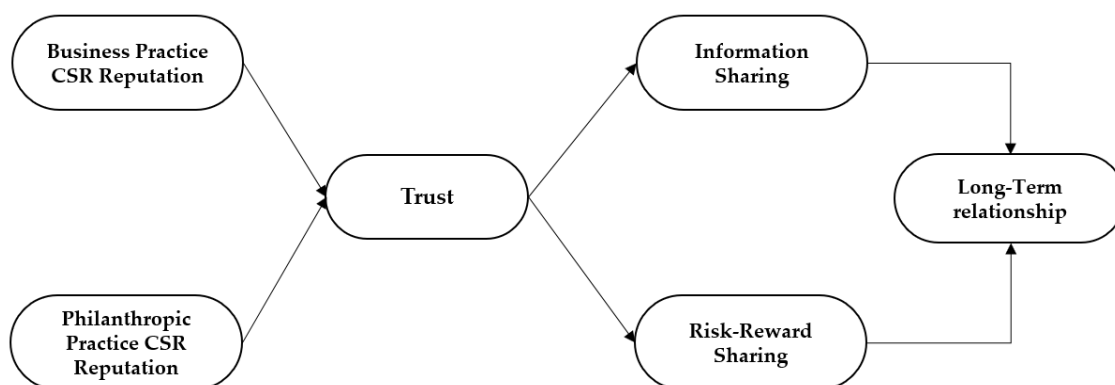 Business Practice
CSR Reputation
Information
Sharing
Trust
Long-Term
relationship
Philanthropic
Practice CSR
Reputation
Risk-Reward
Sharing